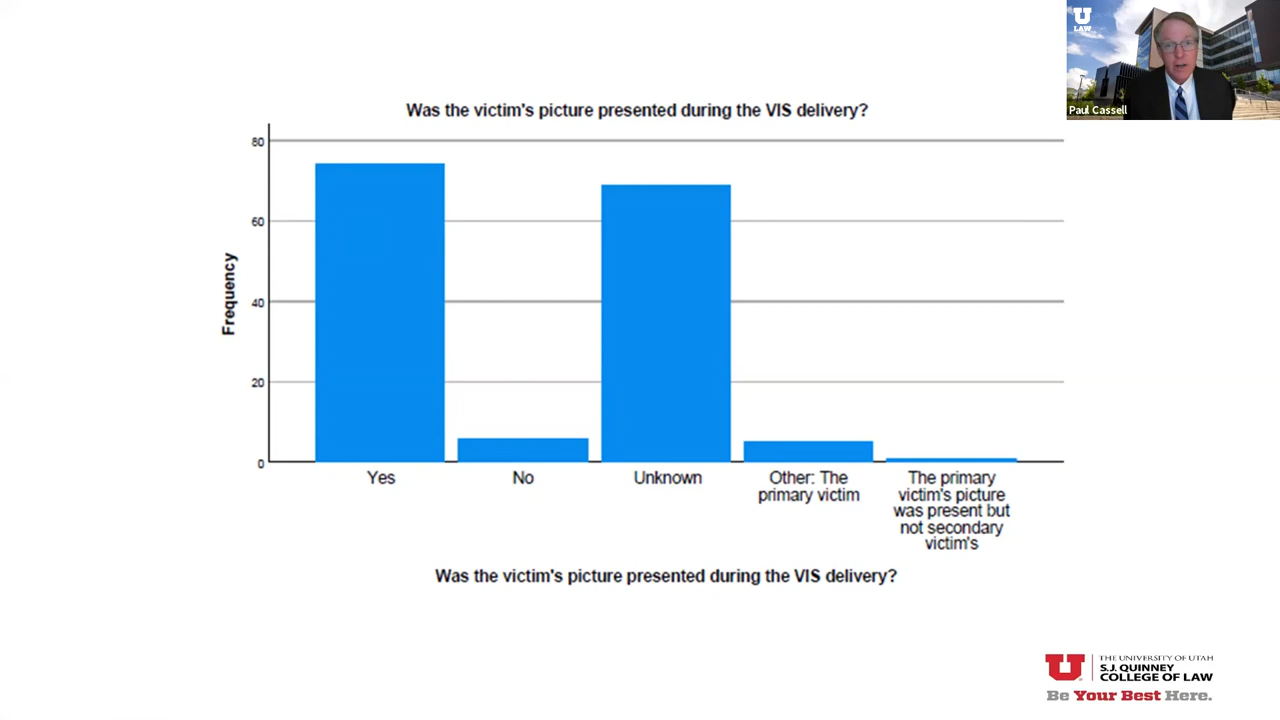 U
LAW
Paul Cassell
Was the victim's picture presented during the VIS delivery?
Frequency
80
60
40
20
0
Yes
No
Unknown
Other: The
primary victim
The primary
victim's picture
was present but
not secondary
victim's
Was the victim's picture presented during the VIS delivery?
U
THE UNIVERSITY OF UTAH
S.J. QUINNEY
COLLEGE OF LAW
Be Your Best Here.